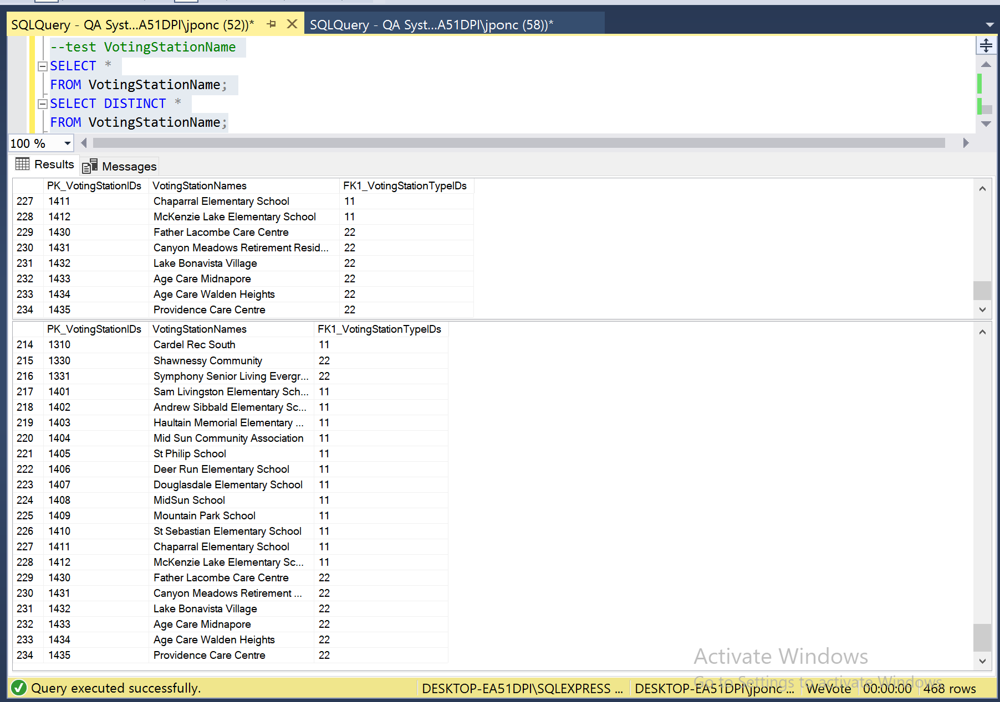 SQLQuery - QA Syst...A51DPI\jponc (52))*
SQLQuery - QA Syst...A51DPI\jponc (58))*
--test VotingStationName
SELECT *
FROM VotingStationName;
SELECT DISTINCT *
FROM VotingStationName;
100 %
Results Messages
PK_VotingStationIDs VotingStationNames FK1_VotingStationTypeIDs
227 1411 Chaparral Elementary School 11
228 1412 McKenzie Lake Elementary School 11
229 1430 Father Lacombe Care Centre 22
230 1431 Canyon Meadows Retirement Resid... 22
231 1432 Lake Bonavista Village 22
232 1433 Age Care Midnapore 22
233 1434 Age Care Walden Heights 22
234 1435 Providence Care Centre 22
PK_VotingStationIDs VotingStationNames FK1_VotingStationTypeIDs
214 1310 Cardel Rec South 11
215 1330 Shawnessy Community 22
216 1331 Symphony Senior Living Evergr... 22
217 1401 Sam Livingston Elementary Sch... 11
218 1402 Andrew Sibbald Elementary Sc... 11
219 1403 Haultain Memorial Elementary ... 11
220 1404 Mid Sun Community Association 11
221 1405 St Philip School 11
222 1406 Deer Run Elementary School 11
223 1407 Douglasdale Elementary School 11
224 1408 MidSun School 11
225 1409 Mountain Park School 11
226 1410 St Sebastian Elementary School 11
227 1411 Chaparral Elementary School 11
228 1412 McKenzie Lake Elementary Sc... 11
229 1430 Father Lacombe Care Centre 22
230 1431 Canyon Meadows Retirement ... 22
231 1432 Lake Bonavista Village 22
232 1433 Age Care Midnapore 22
233 1434 Age Care Walden Heights 22
234 1435 Providence Care Centre 22
Activate Windows
Go to Settings to activate Windows.
Query executed successfully. DESKTOP-EA51DPI\SQLEXPRESS ... DESKTOP-EA51DPI\jponc ... WeVote 00:00:00 468 rows